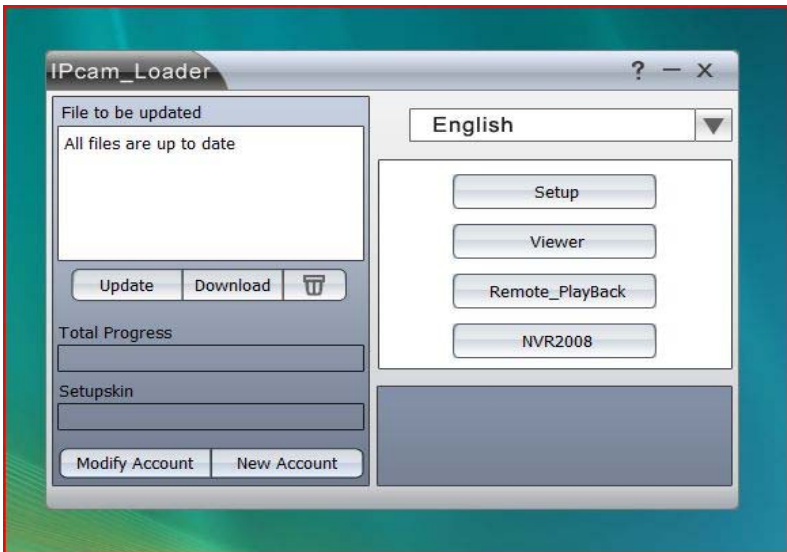 IPcam_Loader
? – X
File to be updated
All files are up to date
Update
Download
Total Progress
Setupskin
Modify Account
New Account
English
Setup
Viewer
Remote_PlayBack
NVR2008